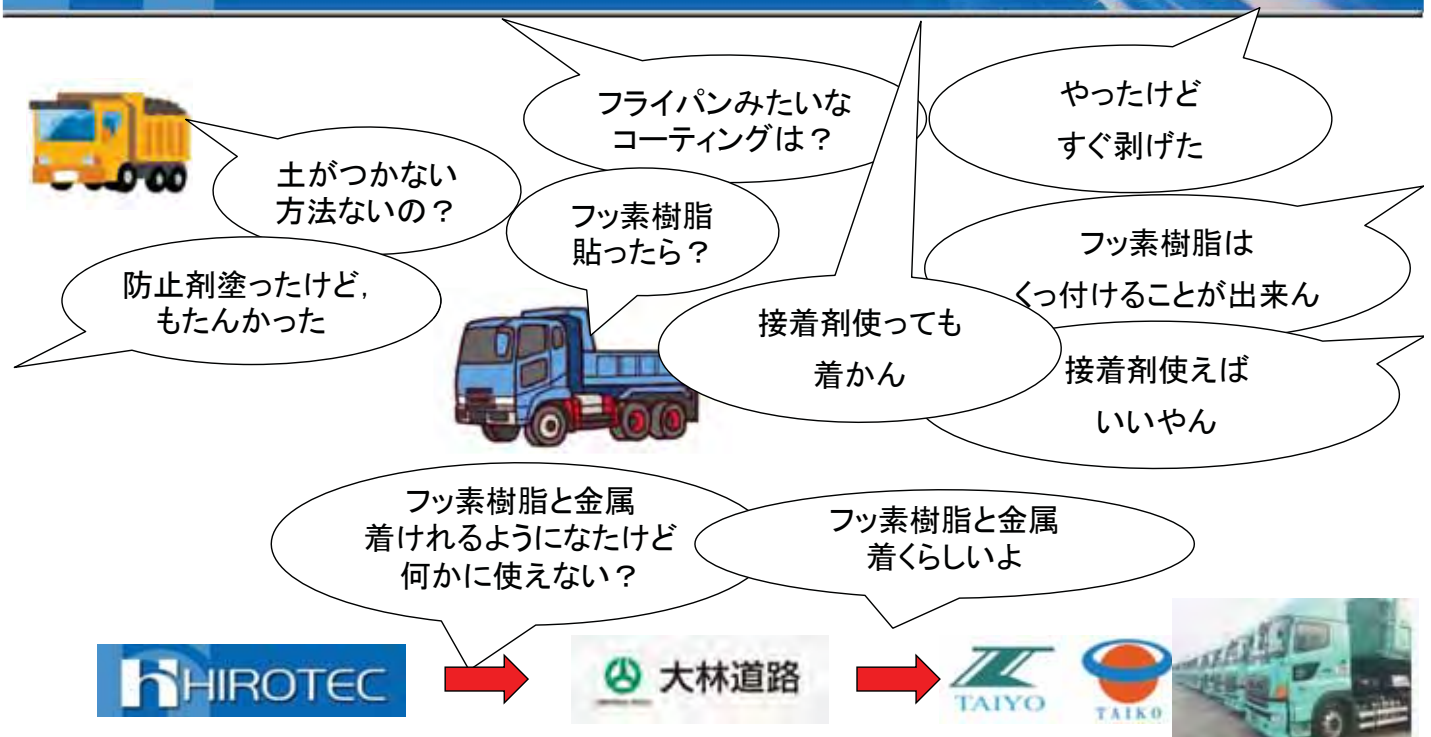 フライパンみたいな
コーティングは？
やったけど
すぐ剥げた
土がつかない
方法ないの？
フッ素樹脂
貼ったら？
フッ素樹脂は
くっ付けることが出来ん
防止剤塗ったけど，
もたんかった
接着剤使っても
着かん
接着剤使えば
いいやん
フッ素樹脂と金属
着けれるようになたけど
何かに使えない？
フッ素樹脂と金属
着くらしいよ
HIROTEC
大林道路
TAIYO
TAIKO